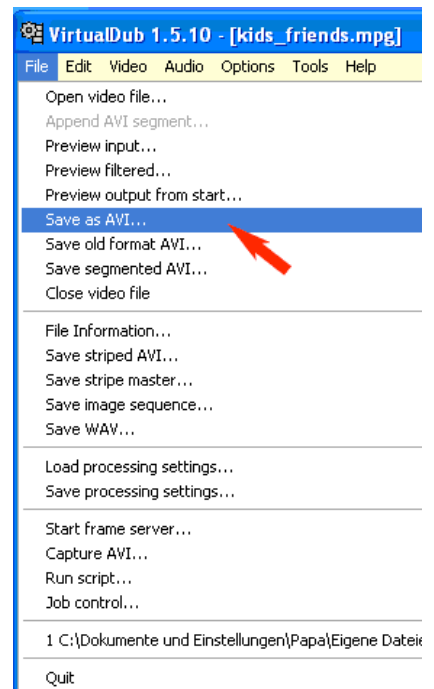 VirtualDub 1.5.10 - [kids_friends.mpg]
File Edit Video Audio Options Tools Help
Open video file...
Append AVI segment...
Preview input...
Preview filtered...
Preview output from start...
Save as AVI...
Save old format AVI...
Save segmented AVI...
Close video file
File Information...
Save striped AVI...
Save stripe master...
Save image sequence...
Save WAV...
Load processing settings...
Save processing settings...
Start frame server...
Capture AVI...
Run script...
Job control...
1 C:\Dokumente und Einstellungen\Papa\Eigene Dateie
Quit